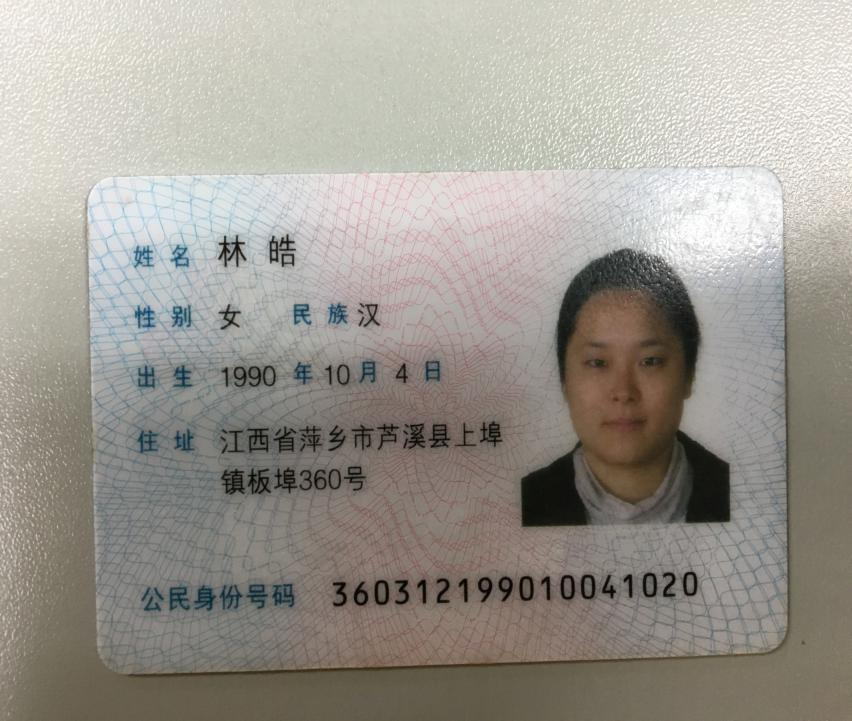 姓名 林皓
性别 女 民族 汉
出生 1990 年 10 月 4 日
住址 江西省萍乡市芦溪县上埠
镇板埠360号
公民身份号码 360312199010041020